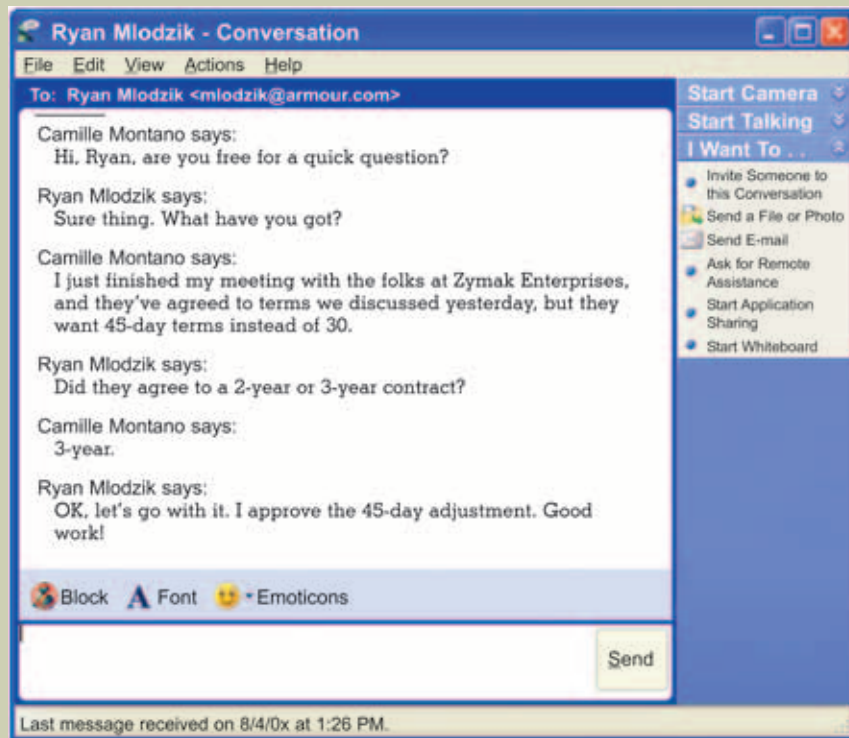 Ryan Mlodzik - Conversation
File Edit View Actions Help
To: Ryan Mlodzik <mlodzik@armour.com>
Camille Montano says:
Hi, Ryan, are you free for a quick question?
Ryan Mlodzik says:
Sure thing. What have you got?
Camille Montano says:
I just finished my meeting with the folks at Zymak Enterprises,
and they've agreed to terms we discussed yesterday, but they
want 45-day terms instead of 30.
Ryan Mlodzik says:
Did they agree to a 2-year or 3-year contract?
Camille Montano says:
3-year.
Ryan Mlodzik says:
OK, let's go with it. I approve the 45-day adjustment. Good
work!
Block A Font Emoticons
Send
Last message received on 8/4/0x at 1:26 PM.
Start Camera
Start Talking
I Want To . .
Invite Someone to
this Conversation
Send a File or Photo
Send E-mail
Ask for Remote
Assistance
Start Application
Sharing
Start Whiteboard